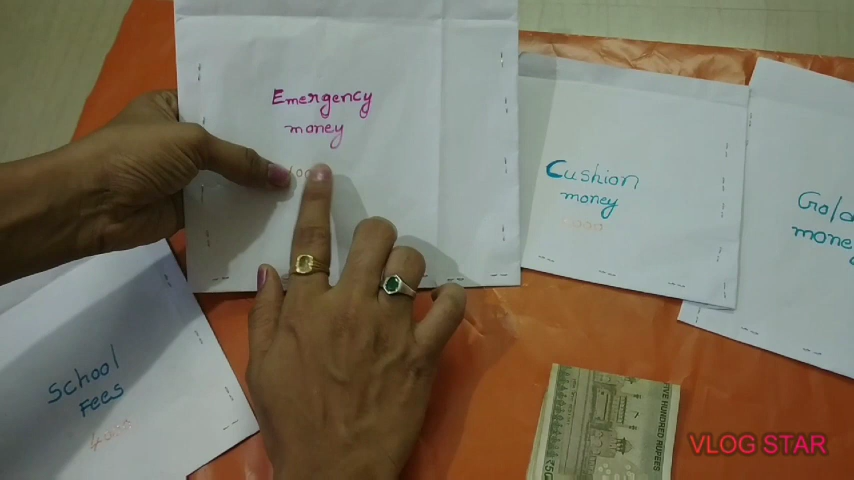 Emergency
money
Cushion
money
School
Fees
FIVE HUNDRED RUPEES
VLOG STAR